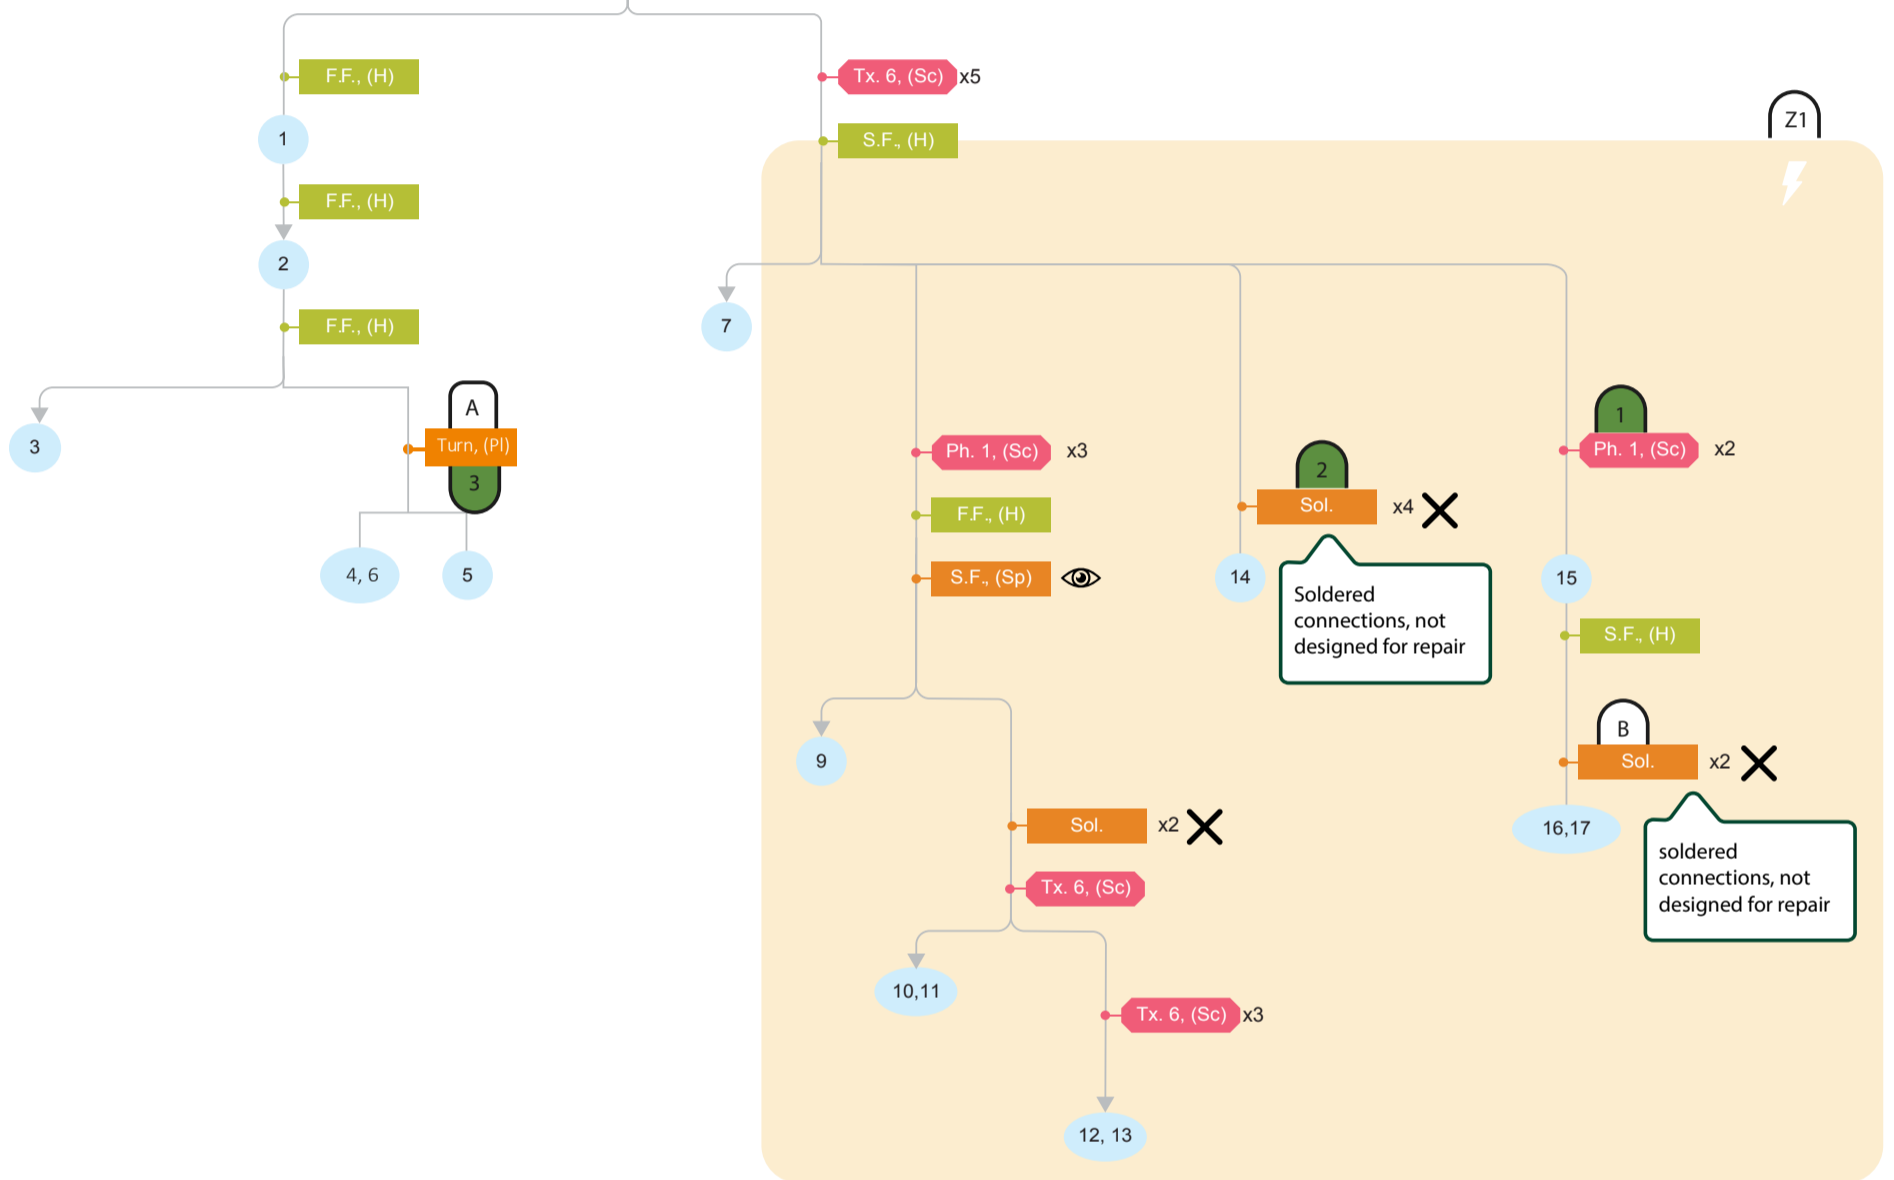 F.F., (H)
Tx. 6, (Sc) x5
Z1
1
S.F., (H)
F.F., (H)
2
7
F.F., (H)
A
Turn, (Pl)
3
3
4, 6
5
Ph. 1, (Sc) x3
F.F., (H)
S.F., (Sp)
2
Sol. x4
14
Soldered
connections, not
designed for repair
1
Ph. 1, (Sc) x2
15
S.F., (H)
B
Sol. x2
16,17
soldered
connections, not
designed for repair
9
Sol. x2
Tx. 6, (Sc)
10,11
Tx. 6, (Sc) x3
12, 13